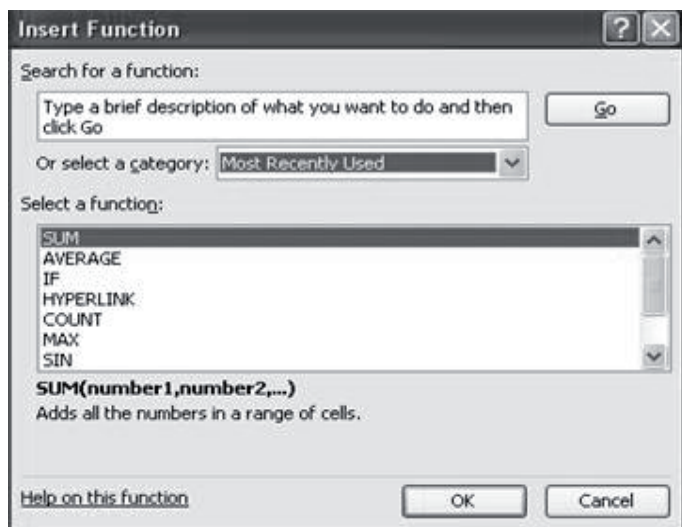 Insert Function
Search for a function:
Type a brief description of what you want to do and then
click Go
Go
Or select a category: Most Recently Used
Select a function:
SUM
AVERAGE
IF
HYPERLINK
COUNT
MAX
SIN
SUM(number1,number2,...)
Adds all the numbers in a range of cells.
Help on this function
OK
Cancel